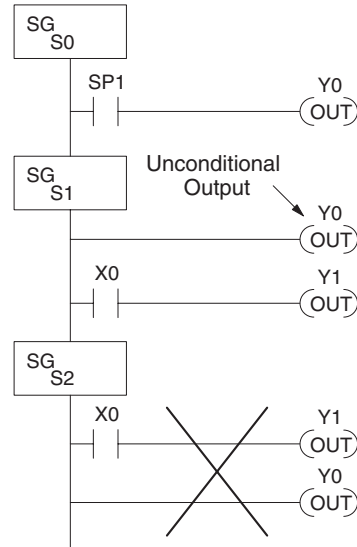 SG
S0
SP1
Y0
OUT
SG
S1
Unconditional
Output
Y0
OUT
X0
Y1
OUT
SG
S2
X0
Y1
OUT
Y0
OUT